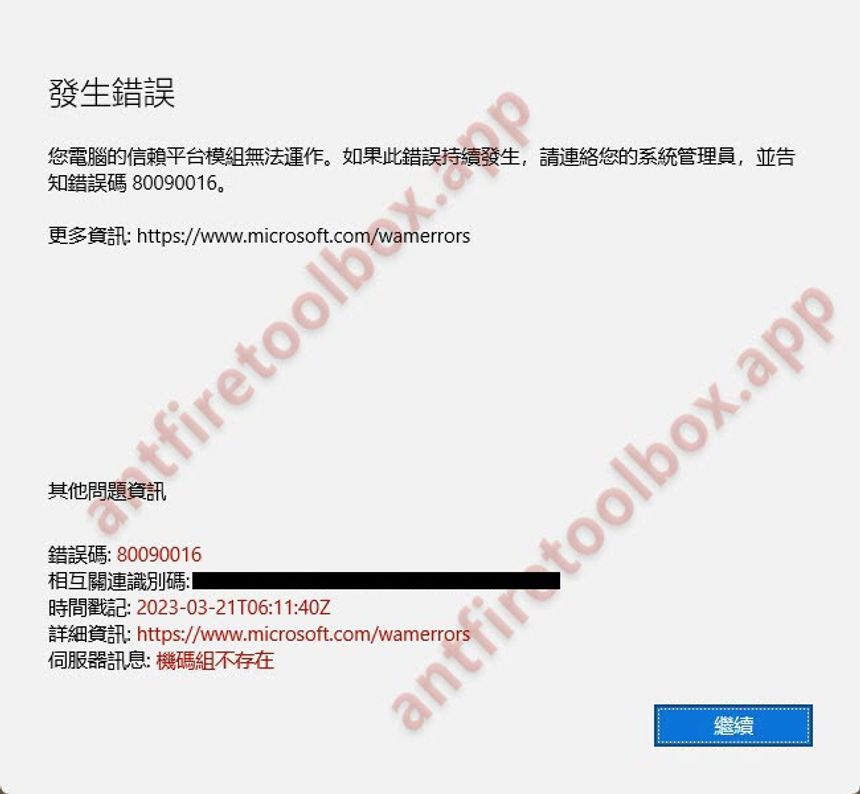 發生錯誤
您電腦的信賴平台模組無法運作。如果此錯誤持續發生，請連絡您的系統管理員，並告
知錯誤碼 80090016。
更多資訊: https://www.microsoft.com/wamerrors
其他問題資訊
錯誤碼: 80090016
相互關連識別碼:
時間戳記: 2023-03-21T06:11:40Z
詳細資訊: https://www.microsoft.com/wamerrors
伺服器訊息: 機碼組不存在
繼續
antfiretoolbox.app
antfiretoolbox.app